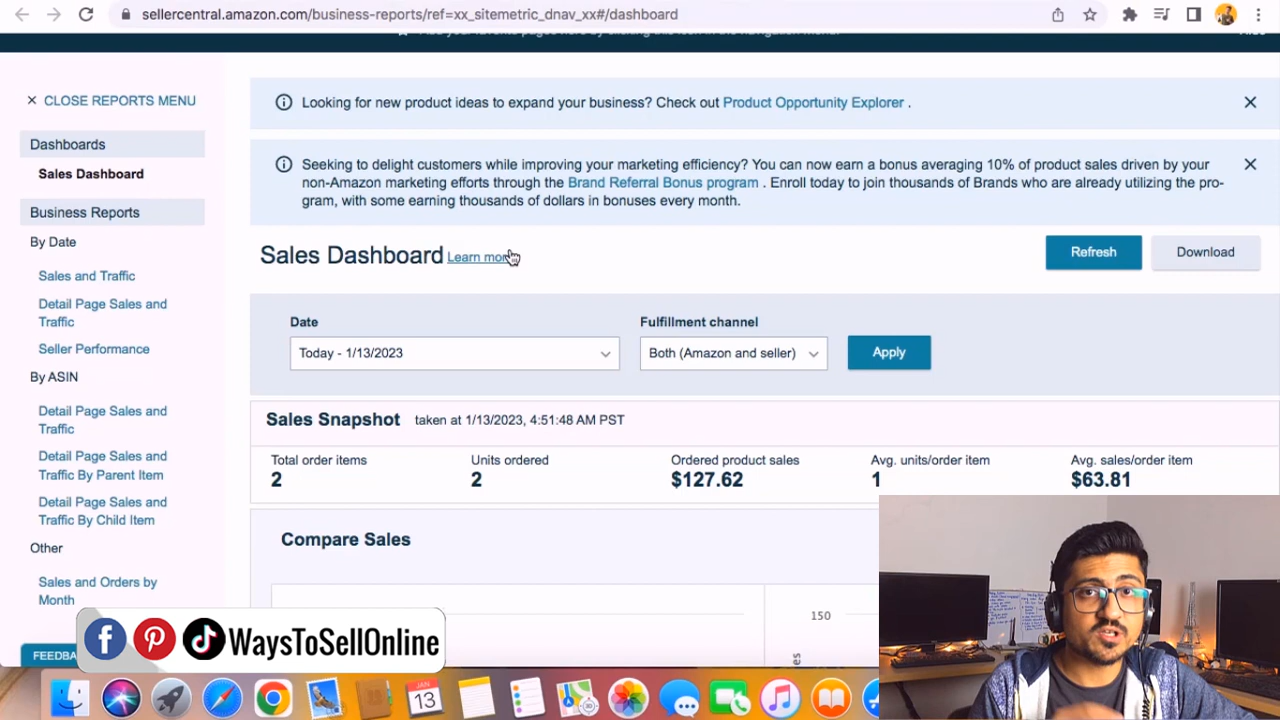 sellercentral.amazon.com/business-reports/ref=xx_sitemetric_dnav_xx#/dashboard
CLOSE REPORTS MENU
Dashboards
Sales Dashboard
Business Reports
By Date
Sales and Traffic
Detail Page Sales and
Traffic
Seller Performance
By ASIN
Detail Page Sales and
Traffic
Detail Page Sales and
Traffic By Parent Item
Detail Page Sales and
Traffic By Child Item
Other
Sales and Orders by
Month
FEEDBA
Looking for new product ideas to expand your business? Check out Product Opportunity Explorer .
Seeking to delight customers while improving your marketing efficiency? You can now earn a bonus averaging 10% of product sales driven by your
non-Amazon marketing efforts through the Brand Referral Bonus program . Enroll today to join thousands of Brands who are already utilizing the pro-
gram, with some earning thousands of dollars in bonuses every month.
Sales Dashboard Learn more
Refresh
Download
Date
Today - 1/13/2023
Fulfillment channel
Both (Amazon and seller)
Apply
Sales Snapshot taken at 1/13/2023, 4:51:48 AM PST
Total order items
2
Units ordered
2
Ordered product sales
$127.62
Avg. units/order item
1
Avg. sales/order item
$63.81
Compare Sales
150
WaysToSellOnline
JAN
13